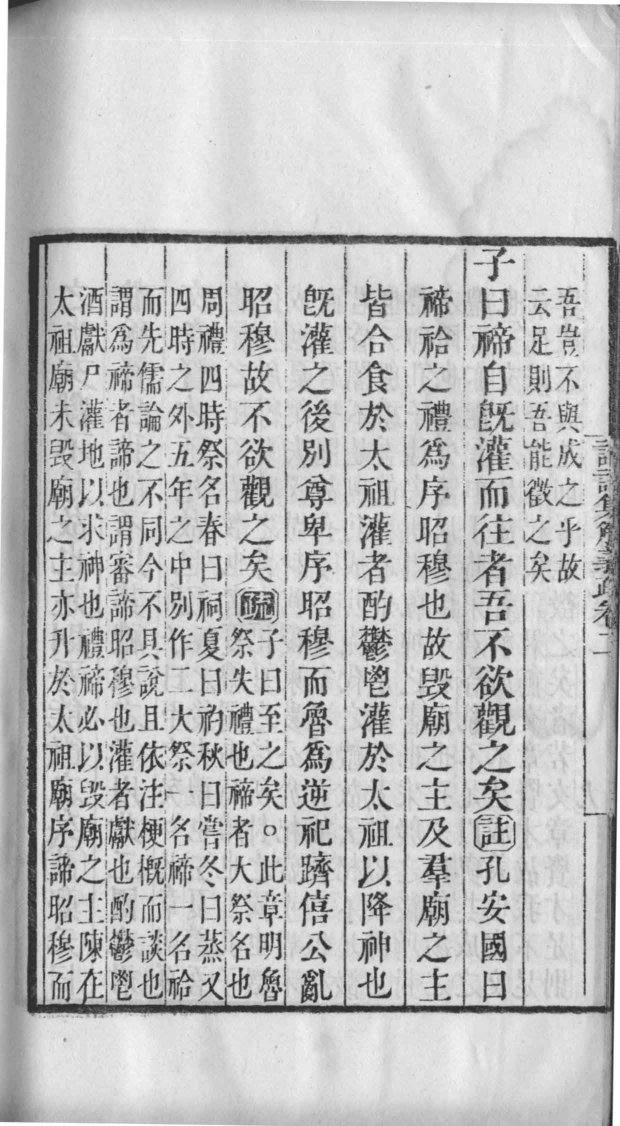 論語集解義疏卷二
吾豈不與成之乎故
云足則吾能徵之矣
子曰禘自既灌而往者吾不欲觀之矣註孔安國曰
禘祫之禮爲序昭穆也故毀廟之主及羣廟之主
皆合食於太祖灌者酌鬱鬯灌於太祖以降神也
既灌之後別尊卑序昭穆而魯爲逆祀躋僖公亂
昭穆故不欲觀之矣疏子曰至之矣。此章明魯
祭失禮也禘者大祭名也
周禮四時祭名春曰祠夏曰礿秋曰嘗冬曰蒸又
四時之外五年之中別作二大祭一名禘一名祫
而先儒論之不同今不具說且依注梗慨而談也
謂爲禘者諦也謂審諦昭穆也灌者獻也酌鬱鬯
酒獻尸灌地以求神也禮禘必以毀廟之主陳在
太祖廟未毀廟之主亦升於太祖廟序諦昭穆而